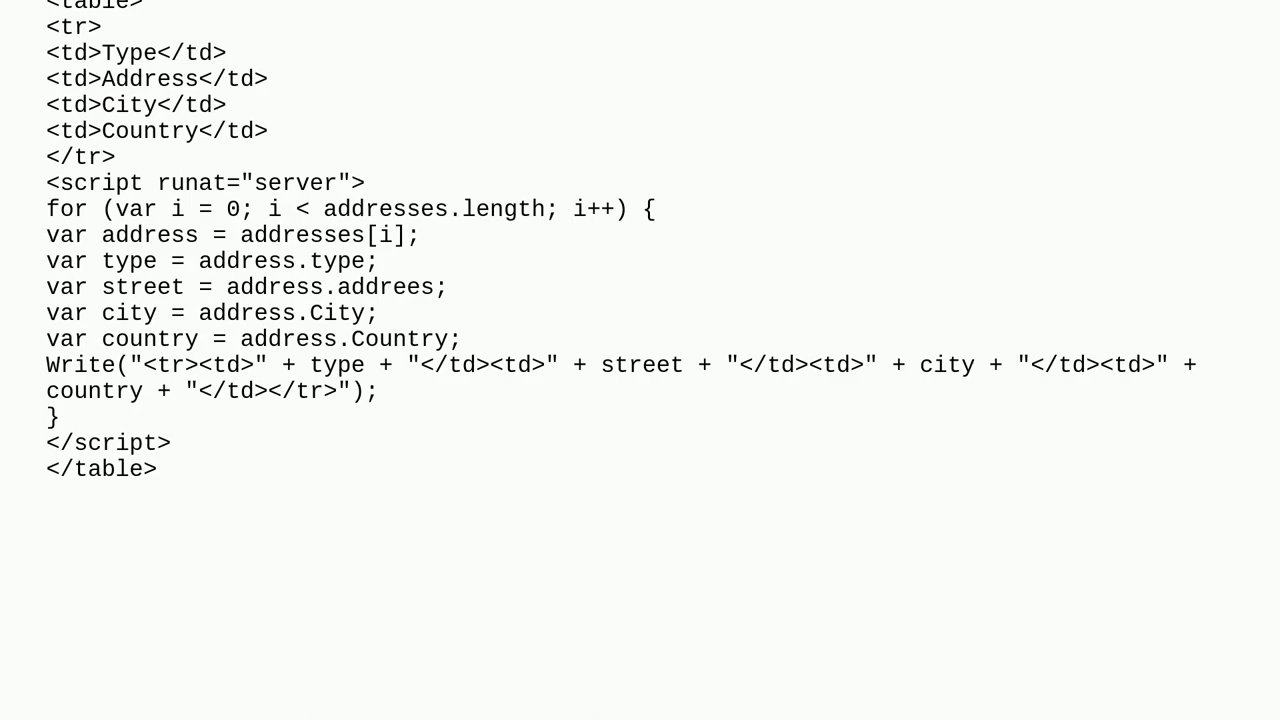 <table>
<tr>
<td>Type</td>
<td>Address</td>
<td>City</td>
<td>Country</td>
</tr>
<script runat="server">
for (var i = 0; i < addresses.length; i++) {
var address = addresses[i];
var type = address.type;
var street = address.addrees;
var city = address.City;
var country = address.Country;
Write("<tr><td>" + type + "</td><td>" + street + "</td><td>" + city + "</td><td>" +
country + "</td></tr>");
}
</script>
</table>